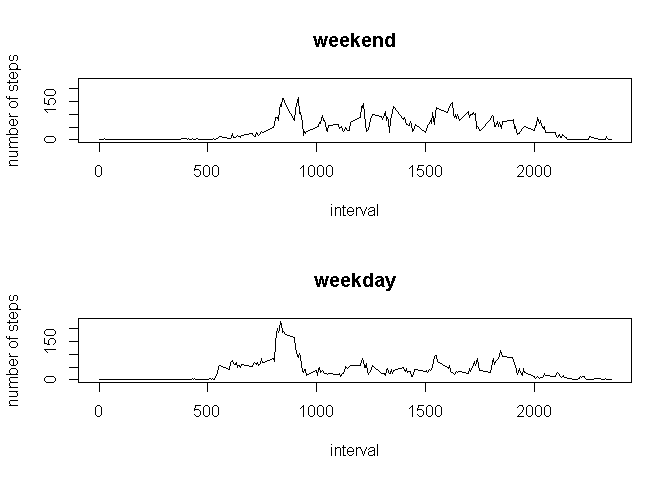 weekend
number of steps
150
0
0 500 1000 1500 2000
interval
weekday
number of steps
150
0
0 500 1000 1500 2000
interval